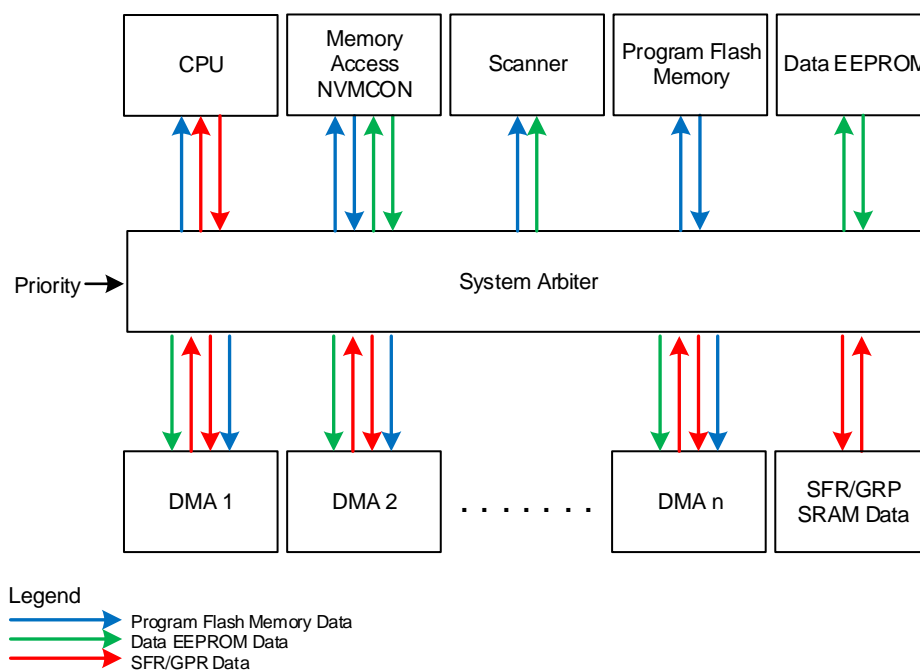 CPU
Memory
Access
NVMCON
Scanner
Program Flash
Memory
Data EEPROM
Priority
System Arbiter
DMA 1
DMA 2
. . . . . . .
DMA n
SFR/GRP
SRAM Data
Legend
Program Flash Memory Data
Data EEPROM Data
SFR/GPR Data